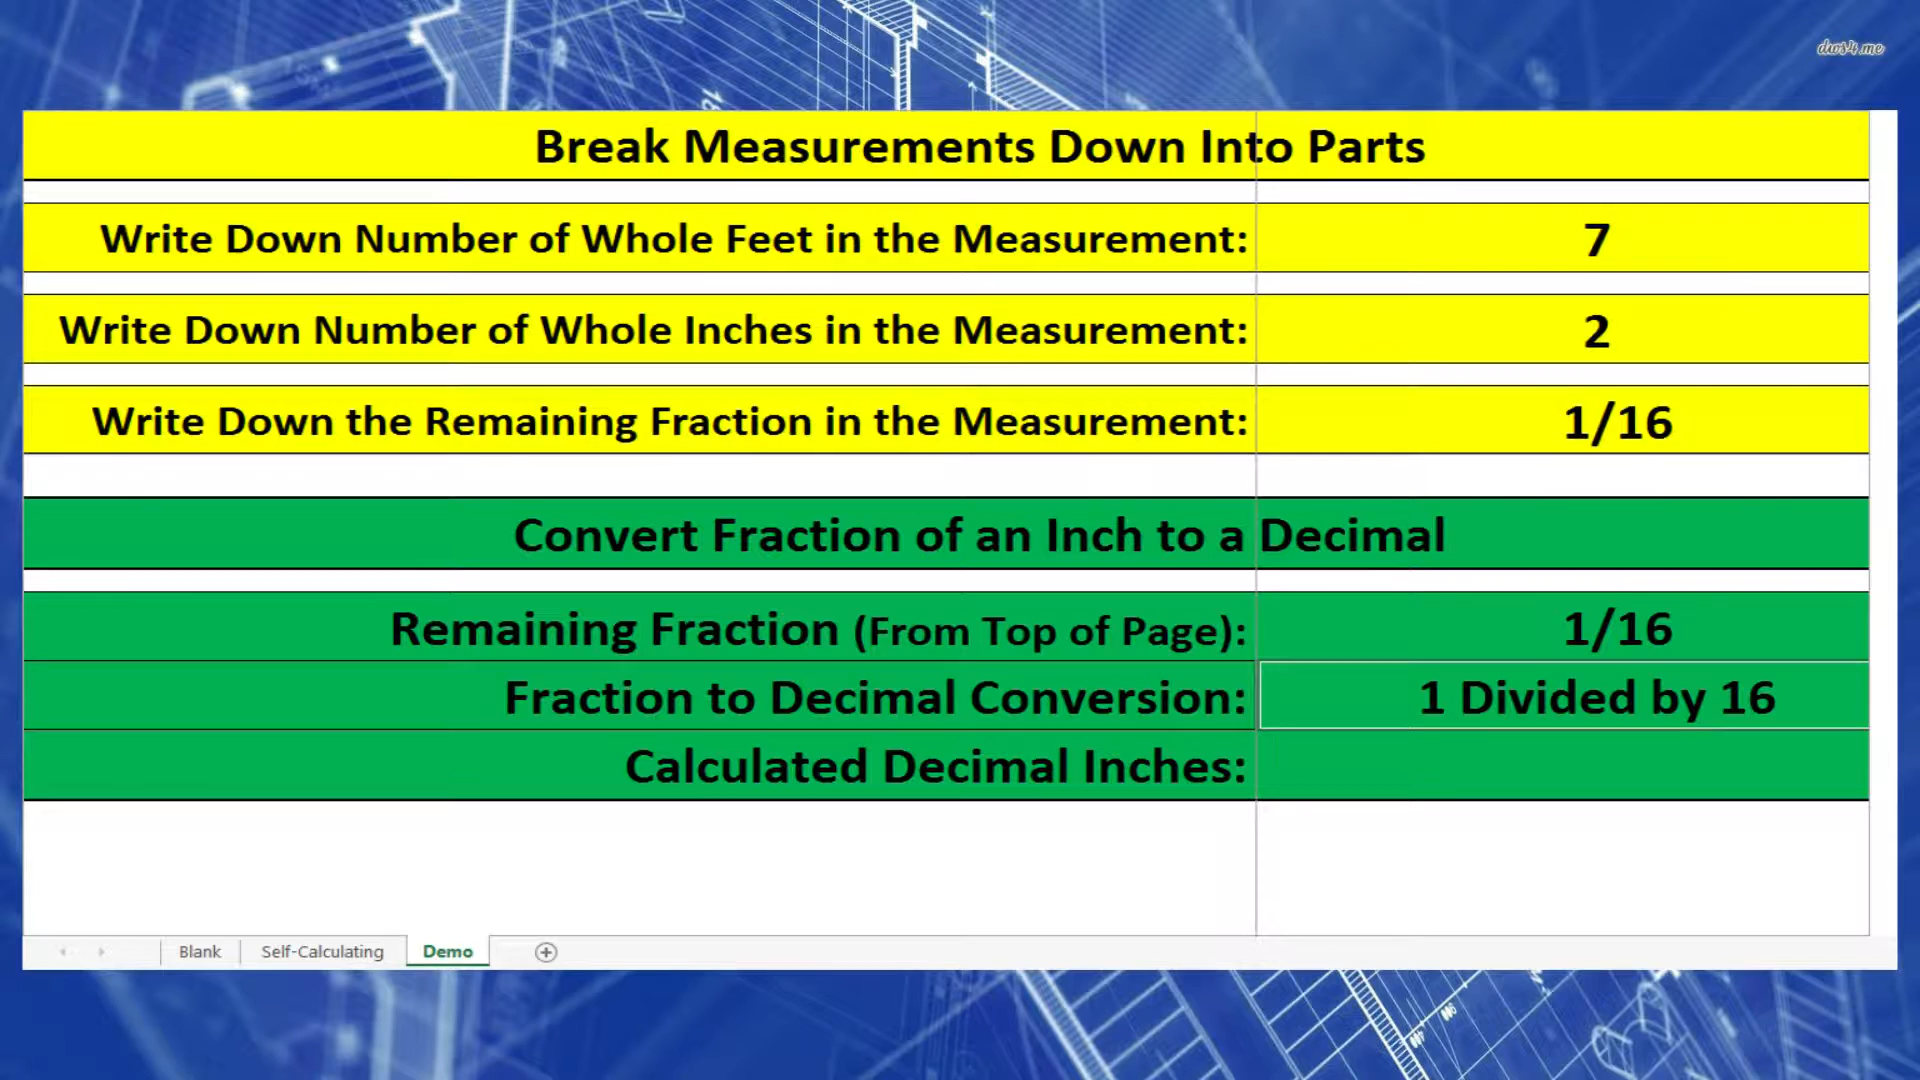 dws4.me
Break Measurements Down Into Parts
Write Down Number of Whole Feet in the Measurement: 7
Write Down Number of Whole Inches in the Measurement: 2
Write Down the Remaining Fraction in the Measurement: 1/16
Convert Fraction of an Inch to a Decimal
Remaining Fraction (From Top of Page): 1/16
Fraction to Decimal Conversion: 1 Divided by 16
Calculated Decimal Inches:
Blank Self-Calculating Demo